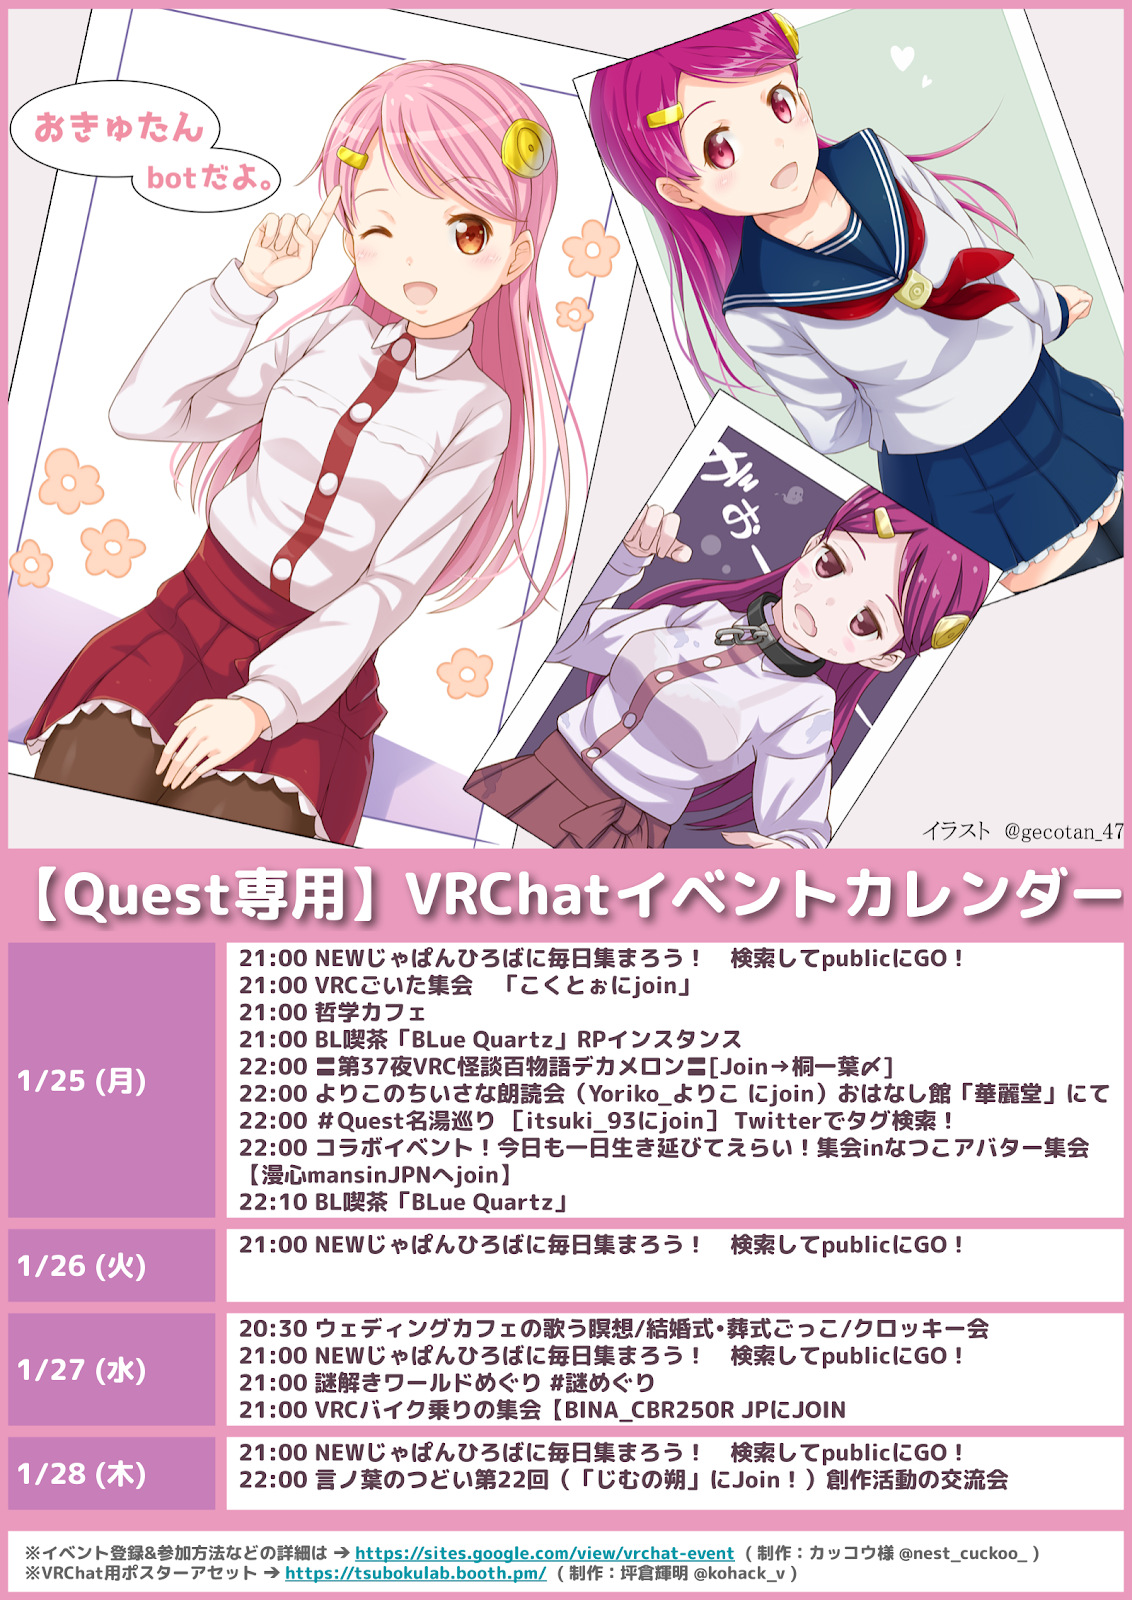 おきゅたん
botだよ。
がおー
イラスト @gecotan_47
【Quest専用】VRChatイベントカレンダー
1/25 (月)
21:00 NEWじゃぱんひろばに毎日集まろう！　検索してpublicにGO！
21:00 VRCごいた集会　「こくとぉにjoin」
21:00 哲学カフェ
21:00 BL喫茶「BLue Quartz」RPインスタンス
22:00 〓第37夜VRC怪談百物語デカメロン〓[Join→桐一葉〆]
22:00 よりこのちいさな朗読会（Yoriko_よりこ にjoin）おはなし館「華麗堂」にて
22:00 ＃Quest名湯巡り［itsuki_93にjoin］ Twitterでタグ検索！
22:00 コラボイベント！今日も一日生き延びてえらい！集会inなつこアバター集会
【漫心mansinJPNへjoin】
22:10 BL喫茶「BLue Quartz」
1/26 (火)
21:00 NEWじゃぱんひろばに毎日集まろう！　検索してpublicにGO！
1/27 (水)
20:30 ウェディングカフェの歌う瞑想/結婚式•葬式ごっこ/クロッキー会
21:00 NEWじゃぱんひろばに毎日集まろう！　検索してpublicにGO！
21:00 謎解きワールドめぐり #謎めぐり
21:00 VRCバイク乗りの集会【BINA_CBR250R JPにJOIN
1/28 (木)
21:00 NEWじゃぱんひろばに毎日集まろう！　検索してpublicにGO！
22:00 言ノ葉のつどい第22回（「じむの朔」にJoin！）創作活動の交流会
※イベント登録&参加方法などの詳細は → https://sites.google.com/view/vrchat-event （ 制作：カッコウ様 @nest_cuckoo_ ）
※VRChat用ポスターアセット → https://tsubokulab.booth.pm/ （ 制作：坪倉輝明 @kohack_v ）